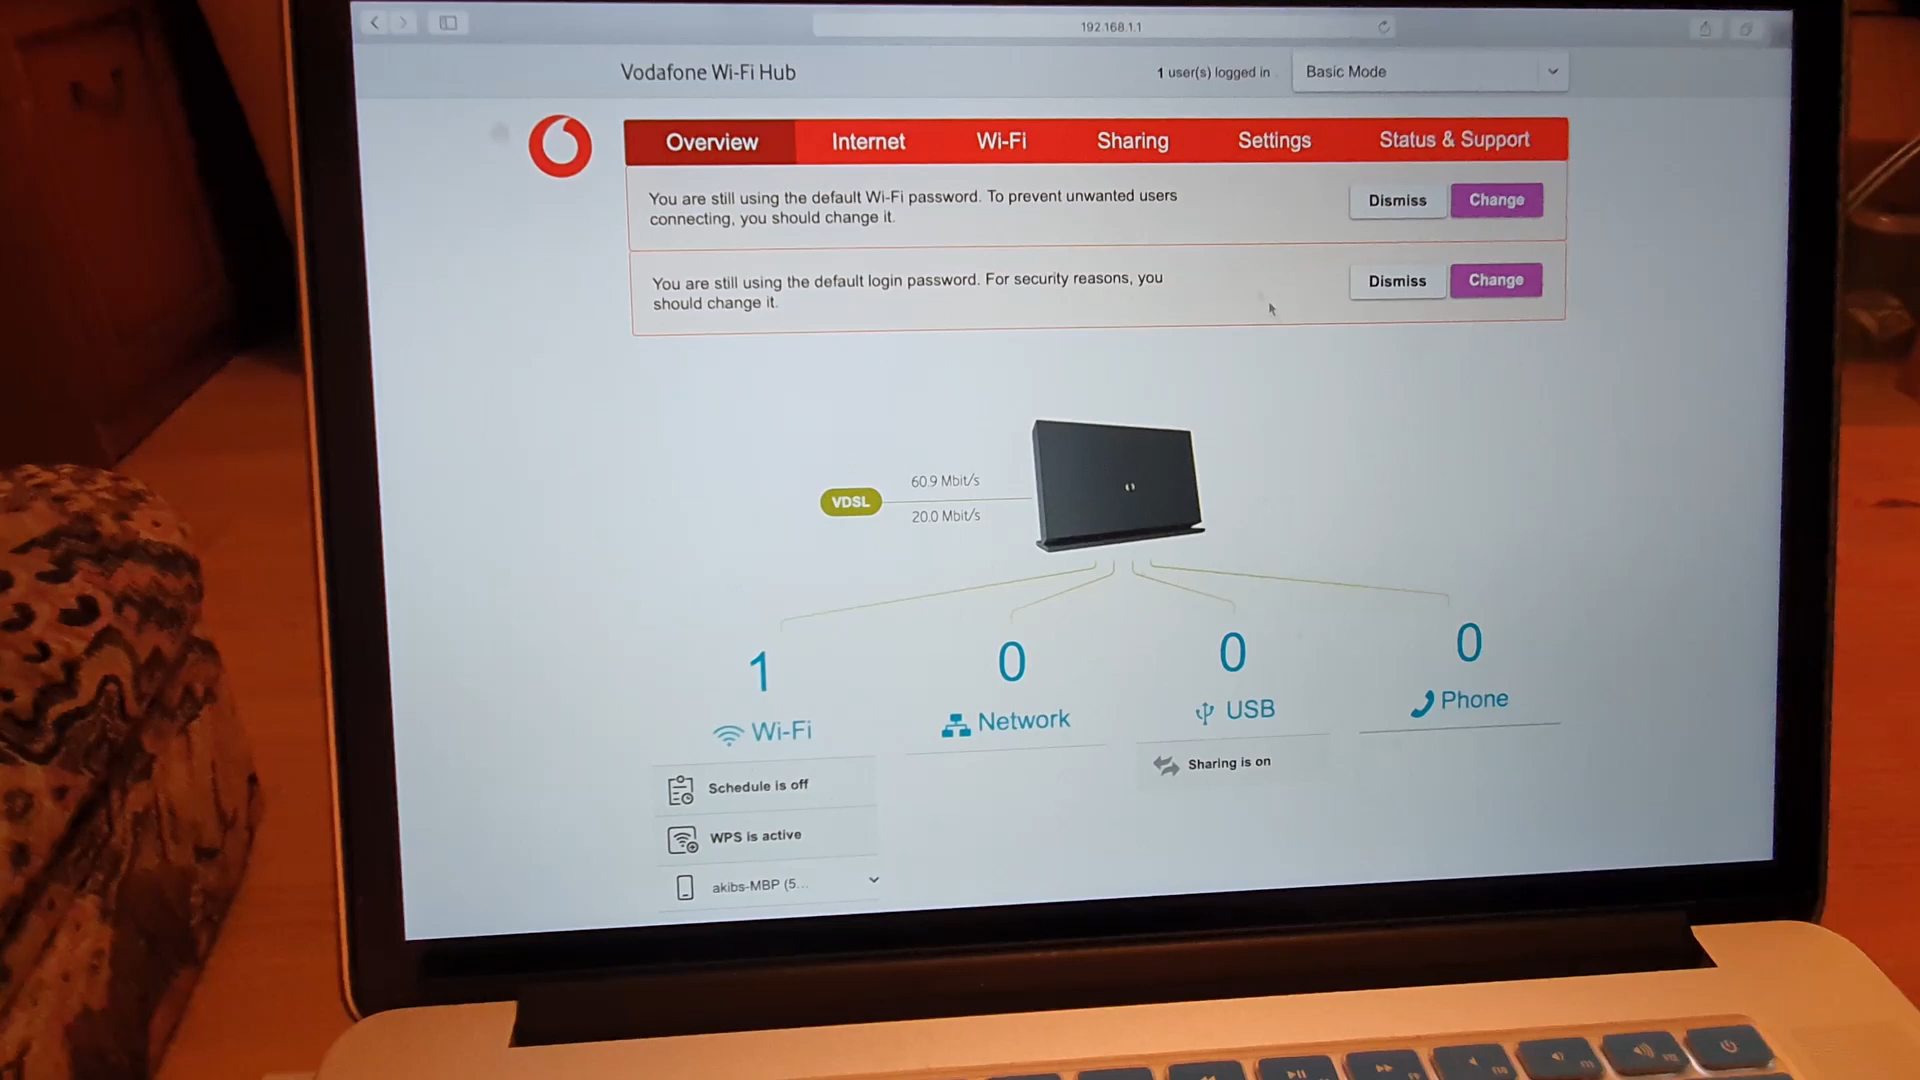 192.168.1.1
Vodafone Wi-Fi Hub
1 user(s) logged in
Basic Mode
Overview
Internet
Wi-Fi
Sharing
Settings
Status & Support
You are still using the default Wi-Fi password. To prevent unwanted users
connecting, you should change it.
Dismiss
Change
You are still using the default login password. For security reasons, you
should change it.
Dismiss
Change
VDSL
60.9 Mbit/s
20.0 Mbit/s
1
Wi-Fi
0
Network
0
USB
0
Phone
Schedule is off
WPS is active
akibs-MBP (5...
Sharing is on